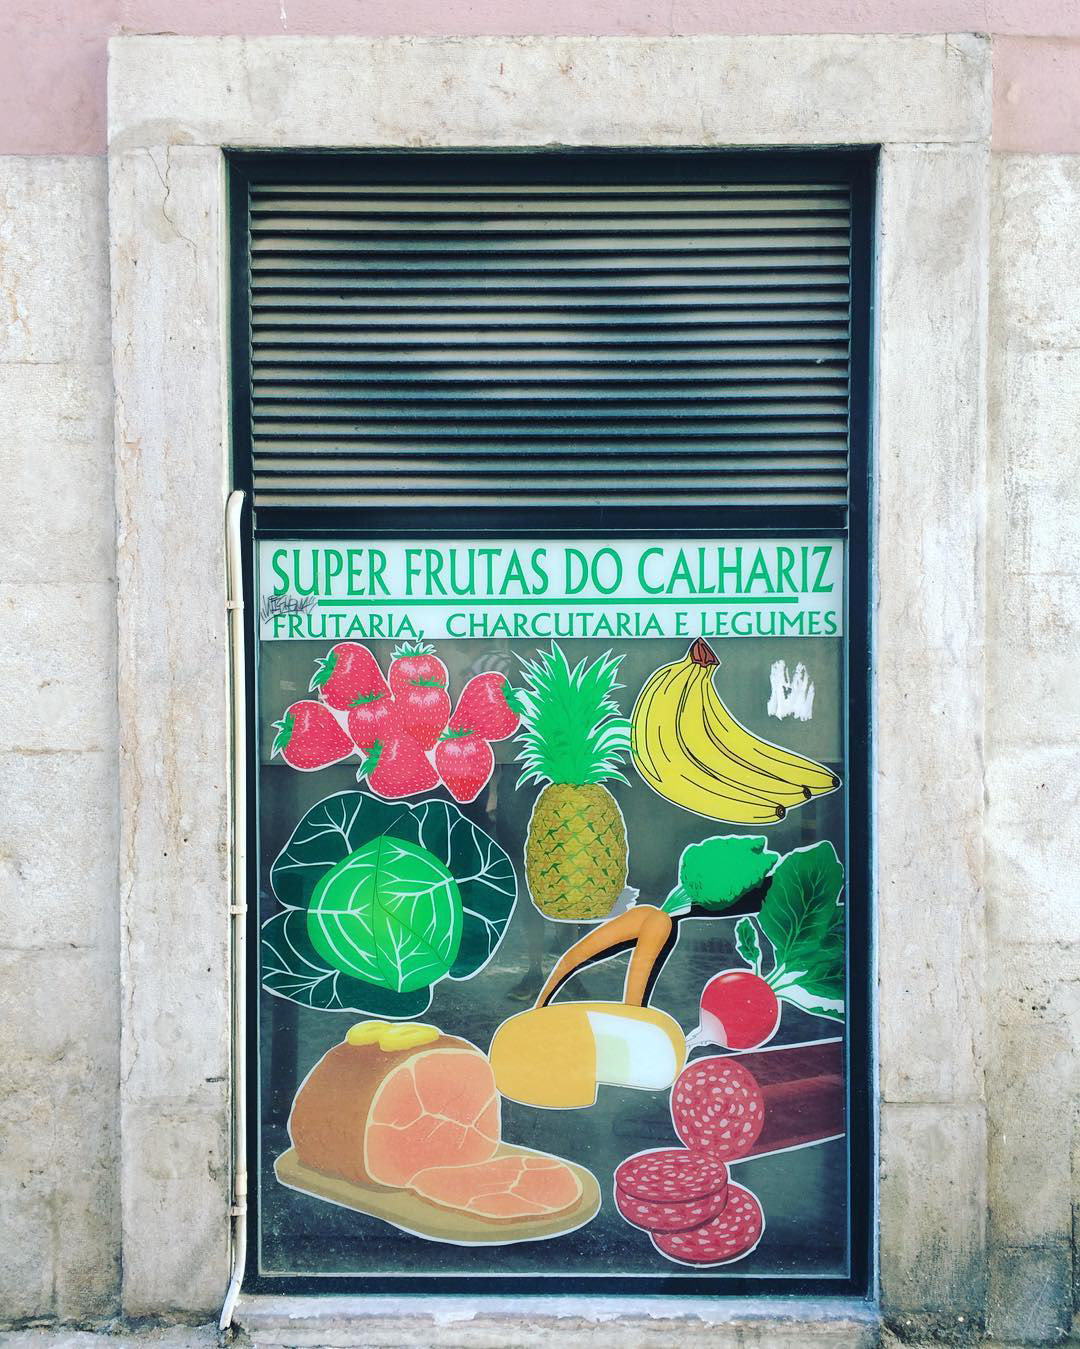 SUPER FRUTAS DO CALHARIZ
FRUTARIA, CHARCUTARIA E LEGUMES